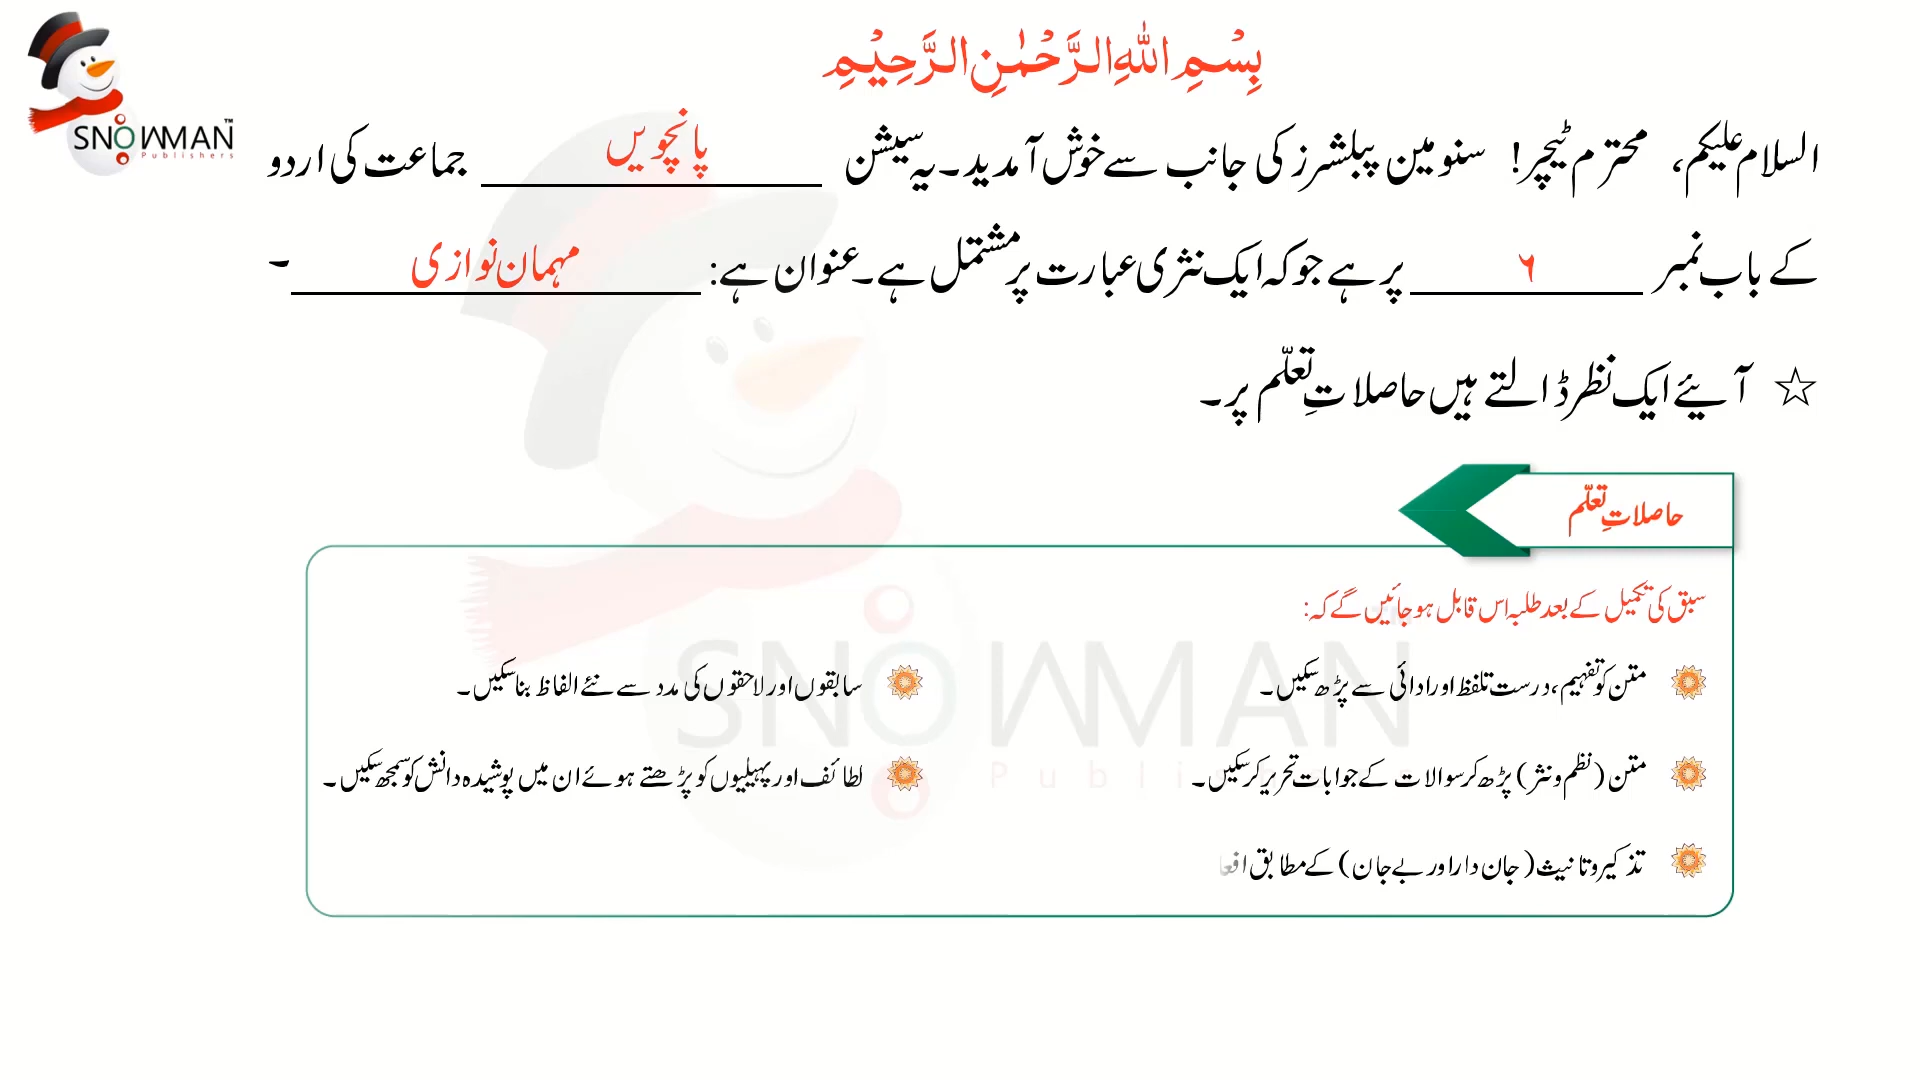 بِسْمِ اللّٰهِ الرَّحْمٰنِ الرَّحِيْمِ
SNOWMAN™
Publishers
السلام علیکم، محترم ٹیچر! سنو مین پبلشرز کی جانب سے خوش آمدید۔ یہ سیشن پانچویں جماعت کی اردو
کے باب نمبر ۶ پر ہے جو کہ ایک نثری عبارت پر مشتمل ہے۔ عنوان ہے: مہمان نوازی ۔
☆ آیئے ایک نظر ڈالتے ہیں حاصلاتِ تعلّم پر۔
حاصلاتِ تعلّم
سبق کی تکمیل کے بعد طلبہ اس قابل ہو جائیں گے کہ:
متن کو تفہیم، درست تلفظ اور ادائی سے پڑھ سکیں۔
متن (نظم و نثر) پڑھ کر سوالات کے جوابات تحریر کر سکیں۔
تذکیر و تانیث (جان دار اور بے جان) کے مطابق افعا
سابقوں اور لاحقوں کی مدد سے نئے الفاظ بنا سکیں۔
لطائف اور پہیلیوں کو پڑھتے ہوئے ان میں پوشیدہ دانش کو سمجھ سکیں۔
SNOWMAN
Publi